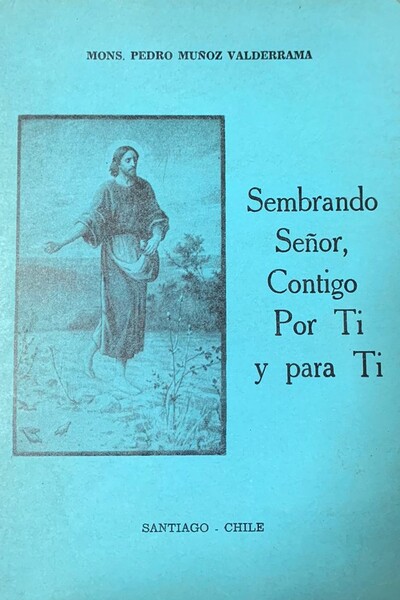 MONS. PEDRO MUÑOZ VALDERRAMA
Sembrando
Señor,
Contigo
Por Ti
y para Ti
SANTIAGO - CHILE